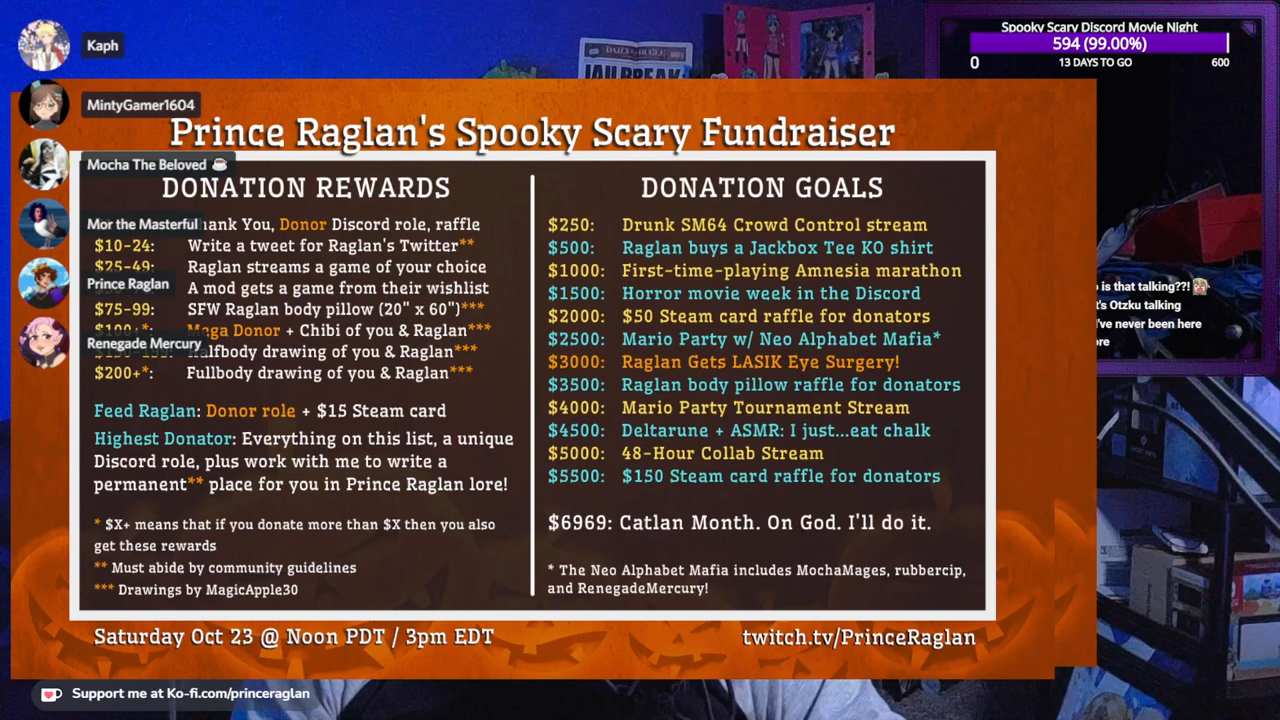 Kaph
MintyGamer1604
Mocha The Beloved ☕
Mor the Masterful
Prince Raglan
Renegade Mercury
JAILBREAK
Spooky Scary Discord Movie Night
594 (99.00%)
0 13 DAYS TO GO 600
is that talking??!
's Otzku talking
've never been here
ore
Prince Raglan's Spooky Scary Fundraiser
DONATION REWARDS
hank You, Donor Discord role, raffle
$10-24: Write a tweet for Raglan's Twitter**
$25-49: Raglan streams a game of your choice
A mod gets a game from their wishlist
$75-99: SFW Raglan body pillow (20" x 60")***
$100+*: Mega Donor + Chibi of you & Raglan***
Halfbody drawing of you & Raglan***
$200+*: Fullbody drawing of you & Raglan***
Feed Raglan: Donor role + $15 Steam card
Highest Donator: Everything on this list, a unique
Discord role, plus work with me to write a
permanent** place for you in Prince Raglan lore!
* $X+ means that if you donate more than $X then you also
get these rewards
** Must abide by community guidelines
*** Drawings by MagicApple30
DONATION GOALS
$250: Drunk SM64 Crowd Control stream
$500: Raglan buys a Jackbox Tee KO shirt
$1000: First-time-playing Amnesia marathon
$1500: Horror movie week in the Discord
$2000: $50 Steam card raffle for donators
$2500: Mario Party w/ Neo Alphabet Mafia*
$3000: Raglan Gets LASIK Eye Surgery!
$3500: Raglan body pillow raffle for donators
$4000: Mario Party Tournament Stream
$4500: Deltarune + ASMR: I just...eat chalk
$5000: 48-Hour Collab Stream
$5500: $150 Steam card raffle for donators
$6969: Catlan Month. On God. I'll do it.
* The Neo Alphabet Mafia includes MochaMages, rubbercip,
and RenegadeMercury!
Saturday Oct 23 @ Noon PDT / 3pm EDT
twitch.tv/PrinceRaglan
Support me at Ko-fi.com/princeraglan